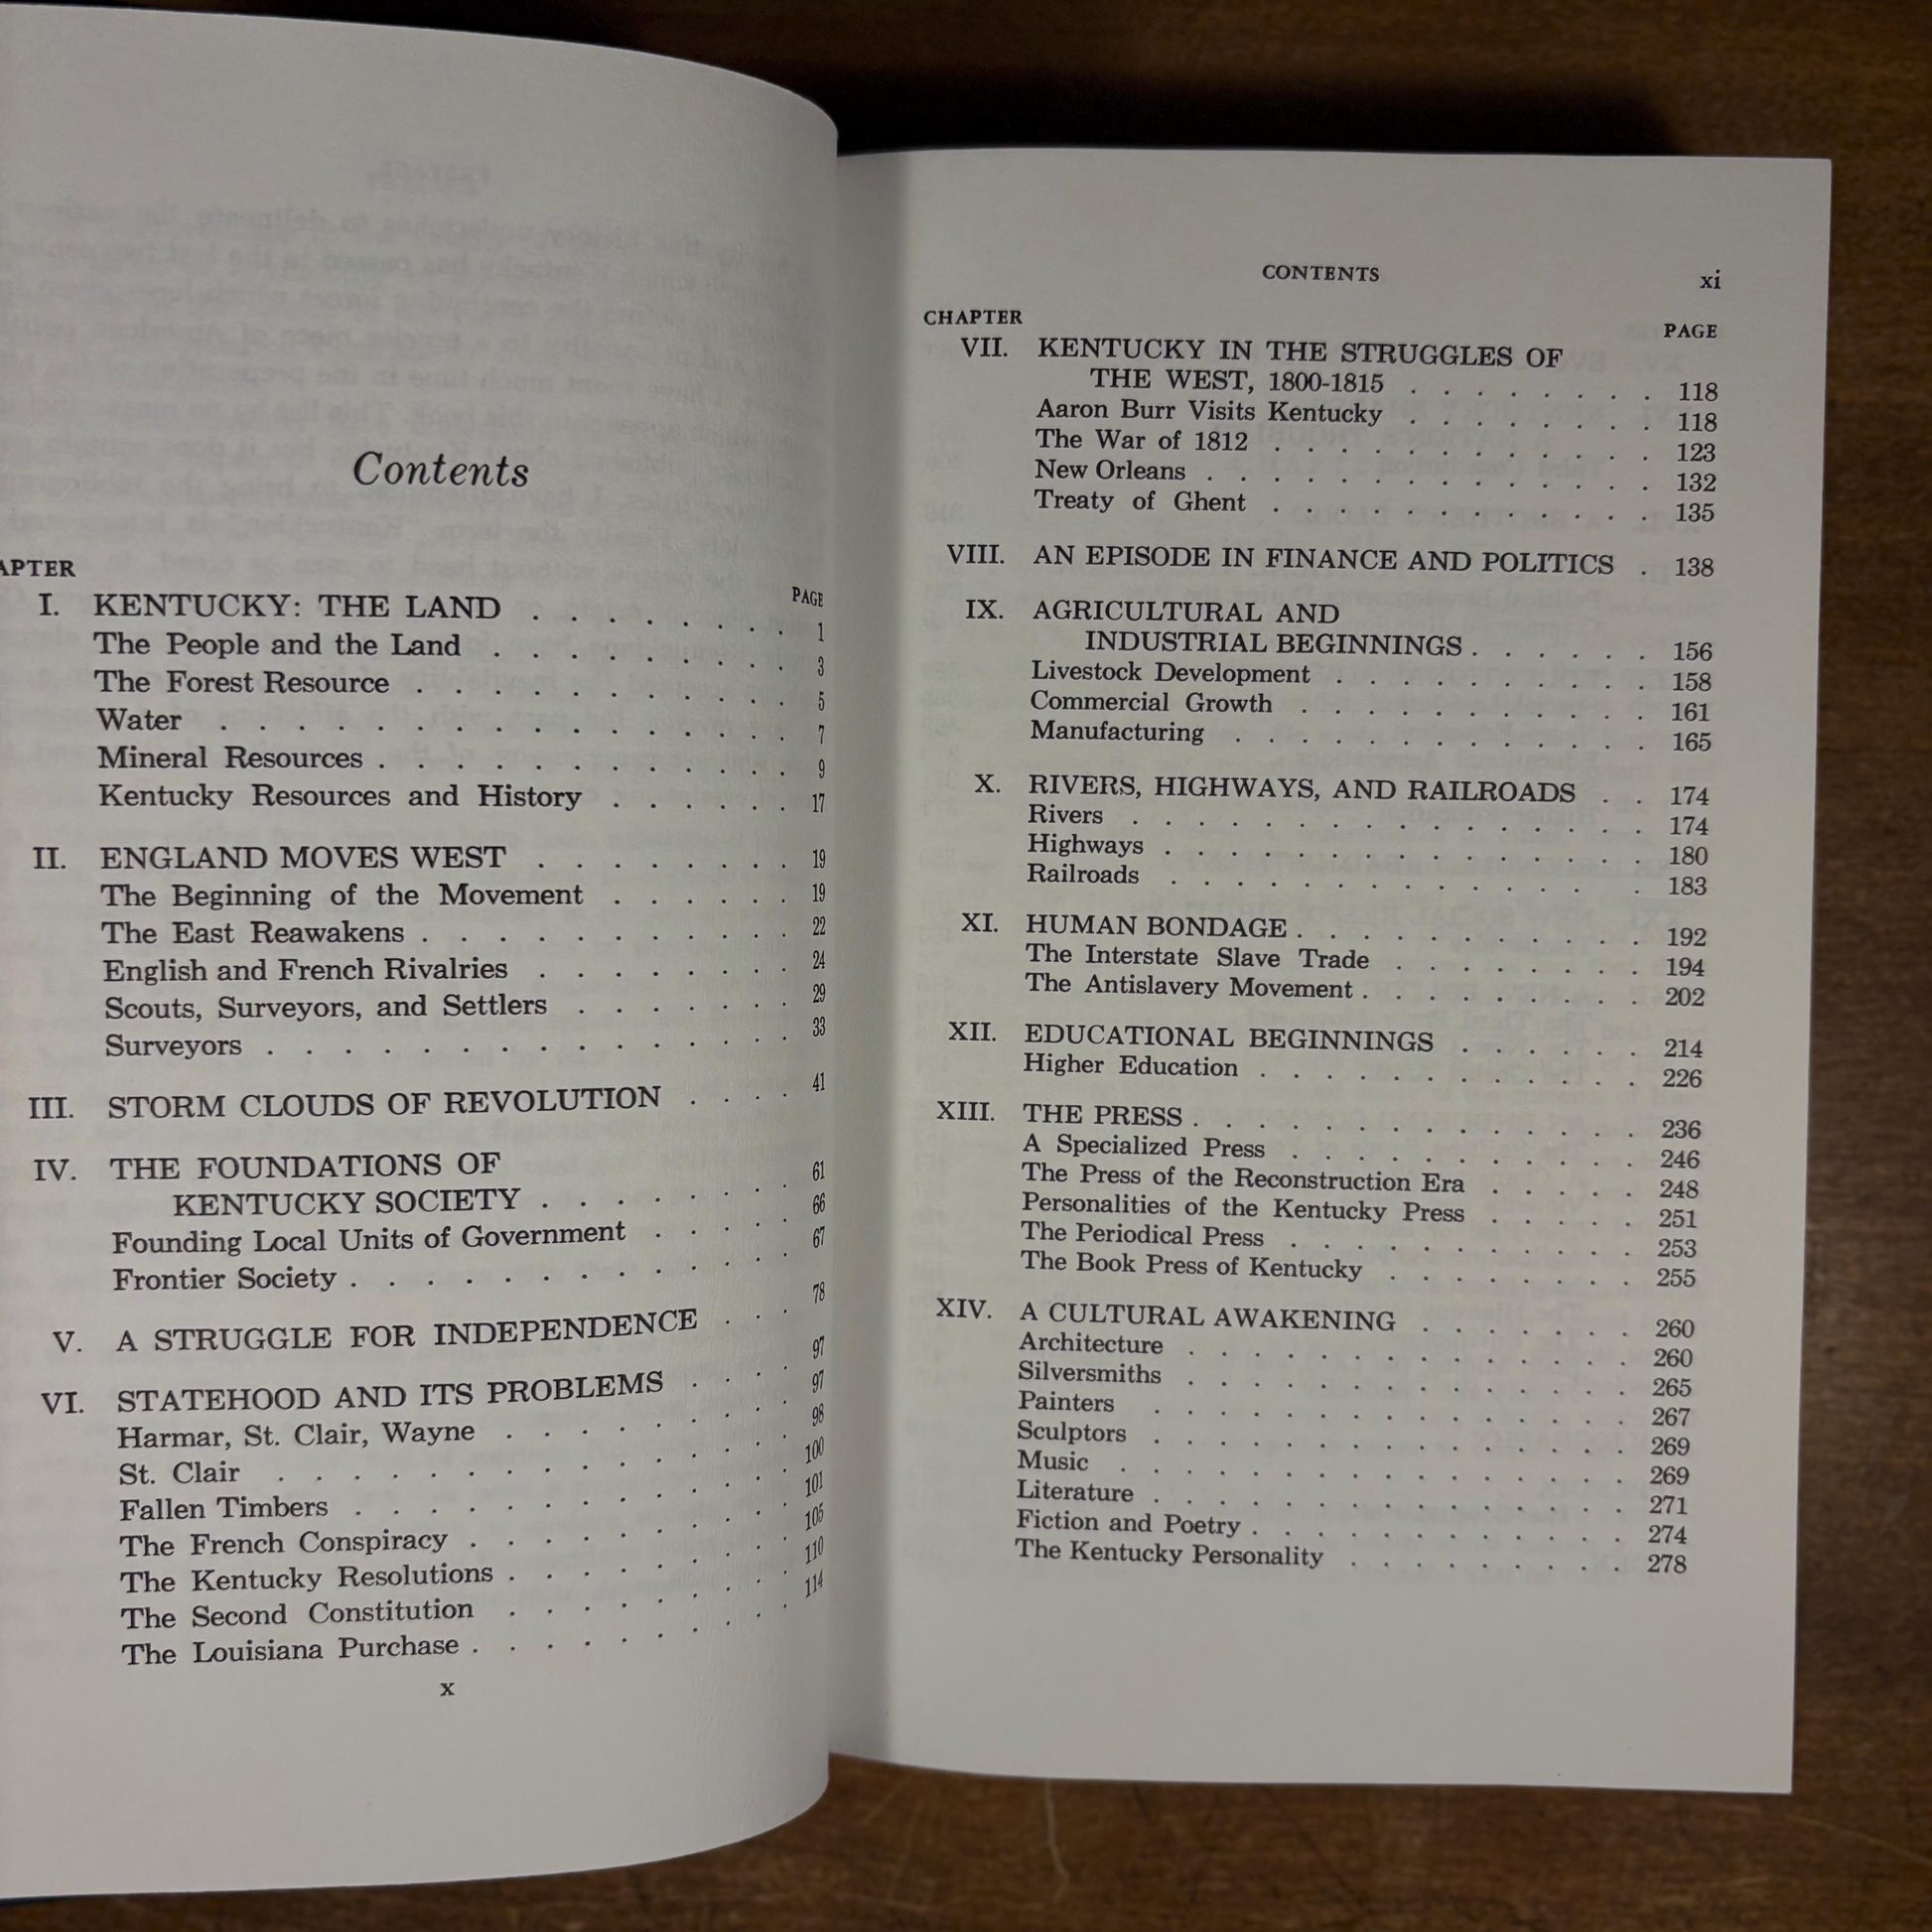 Contents
APTER
PAGE
I. KENTUCKY: THE LAND . . . . . . . . 1
The People and the Land . . . . . . . . . 3
The Forest Resource . . . . . . . . . . . 5
Water . . . . . . . . . . . . . . . . 7
Mineral Resources . . . . . . . . . . . . 9
Kentucky Resources and History . . . . . . 17
II. ENGLAND MOVES WEST . . . . . . . . 19
The Beginning of the Movement . . . . . . 19
The East Reawakens . . . . . . . . . . . 22
English and French Rivalries . . . . . . . . 24
Scouts, Surveyors, and Settlers . . . . . . . 29
Surveyors . . . . . . . . . . . . . . . 33
III. STORM CLOUDS OF REVOLUTION . . . . 41
IV. THE FOUNDATIONS OF
KENTUCKY SOCIETY . . . . . . . . 61
Founding Local Units of Government . . . . . 66
Frontier Society . . . . . . . . . . . . . 67
V. A STRUGGLE FOR INDEPENDENCE . . . 78
VI. STATEHOOD AND ITS PROBLEMS . . . . 97
Harmar, St. Clair, Wayne . . . . . . . . . 97
St. Clair . . . . . . . . . . . . . . . 98
Fallen Timbers . . . . . . . . . . . . . 100
The French Conspiracy . . . . . . . . . . 101
The Kentucky Resolutions . . . . . . . . . 105
The Second Constitution . . . . . . . . . 110
The Louisiana Purchase . . . . . . . . . . 114
x
CONTENTS xi
CHAPTER PAGE
VII. KENTUCKY IN THE STRUGGLES OF
THE WEST, 1800-1815 . . . . . . . . 118
Aaron Burr Visits Kentucky . . . . . . . . 118
The War of 1812 . . . . . . . . . . . . 123
New Orleans . . . . . . . . . . . . . . 132
Treaty of Ghent . . . . . . . . . . . . 135
VIII. AN EPISODE IN FINANCE AND POLITICS . 138
IX. AGRICULTURAL AND
INDUSTRIAL BEGINNINGS . . . . . . 156
Livestock Development . . . . . . . . . . 158
Commercial Growth . . . . . . . . . . . 161
Manufacturing . . . . . . . . . . . . . 165
X. RIVERS, HIGHWAYS, AND RAILROADS . . 174
Rivers . . . . . . . . . . . . . . . . 174
Highways . . . . . . . . . . . . . . . 180
Railroads . . . . . . . . . . . . . . 183
XI. HUMAN BONDAGE . . . . . . . . . . . 192
The Interstate Slave Trade . . . . . . . . 194
The Antislavery Movement . . . . . . . . . 202
XII. EDUCATIONAL BEGINNINGS . . . . . . 214
Higher Education . . . . . . . . . . . . 226
XIII. THE PRESS . . . . . . . . . . . . . . 236
A Specialized Press . . . . . . . . . . . 246
The Press of the Reconstruction Era . . . . . 248
Personalities of the Kentucky Press . . . . . 251
The Periodical Press . . . . . . . . . . . 253
The Book Press of Kentucky . . . . . . . . 255
XIV. A CULTURAL AWAKENING . . . . . . . 260
Architecture . . . . . . . . . . . . . . 260
Silversmiths . . . . . . . . . . . . . . 265
Painters . . . . . . . . . . . . . . . 267
Sculptors . . . . . . . . . . . . . . . 269
Music . . . . . . . . . . . . . . . . 269
Literature . . . . . . . . . . . . . . . 271
Fiction and Poetry . . . . . . . . . . . . 274
The Kentucky Personality . . . . . . . . . 278